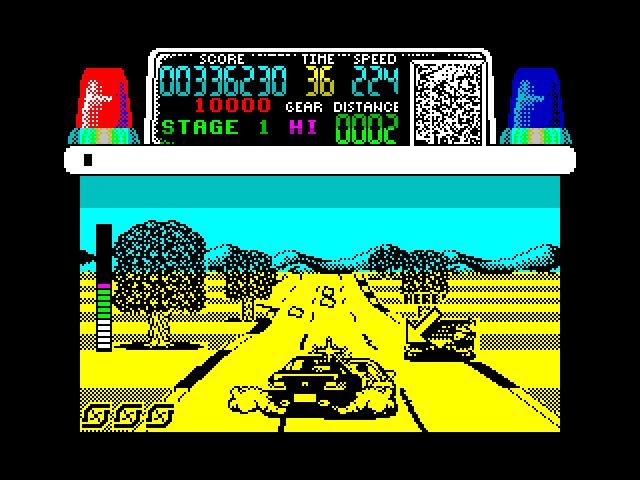 SCORE TIME SPEED
00336230 36 224
10000 GEAR DISTANCE
STAGE 1 HI 0002
HERE!